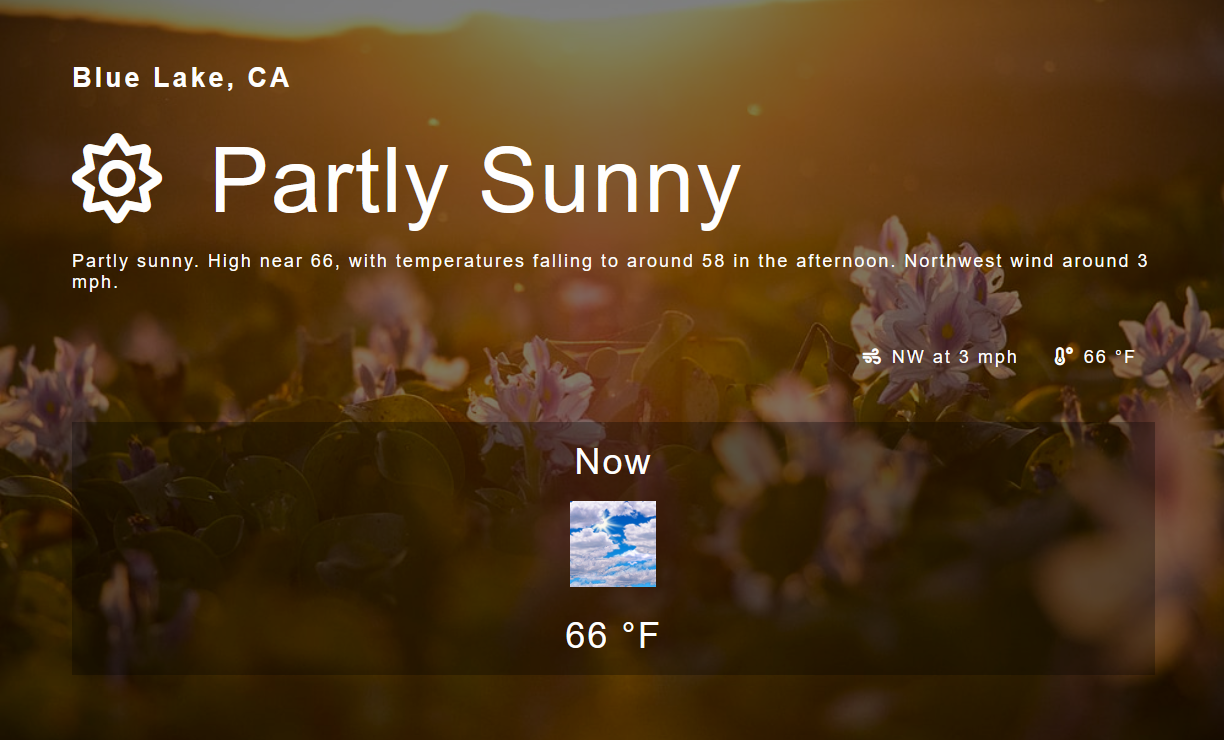 Blue Lake, CA
Partly Sunny
Partly sunny. High near 66, with temperatures falling to around 58 in the afternoon. Northwest wind around 3
mph.
NW at 3 mph 66 °F
Now
66 °F